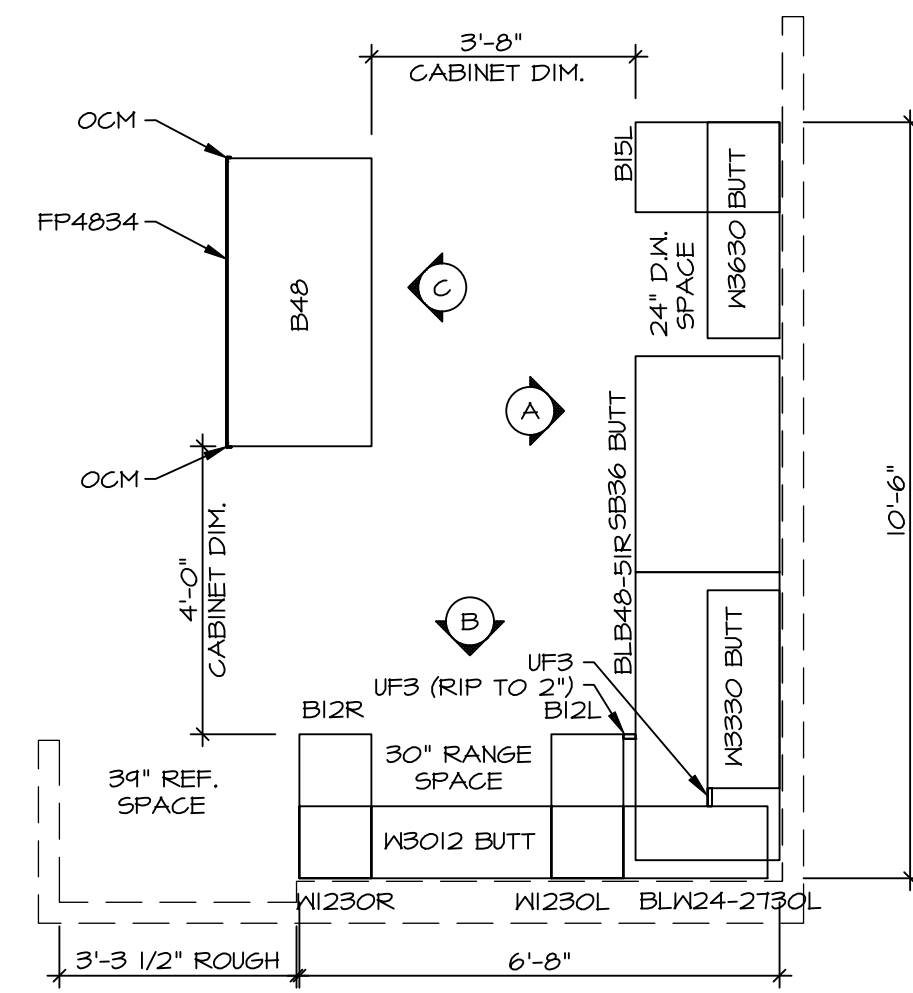 3'-8"
CABINET DIM.
OCM
FP4834
B48
C
B15L
W3630 BUTT
24" D.W.
SPACE
A
OCM
SB36 BUTT
10'-6"
4'-0"
CABINET DIM.
BLB48-51R
B
UF3
UF3 (RIP TO 2")
W3330 BUTT
B12R
B12L
39" REF.
SPACE
30" RANGE
SPACE
W3012 BUTT
W1230R
W1230L
BLW24-2730L
3'-3 1/2" ROUGH
6'-8"